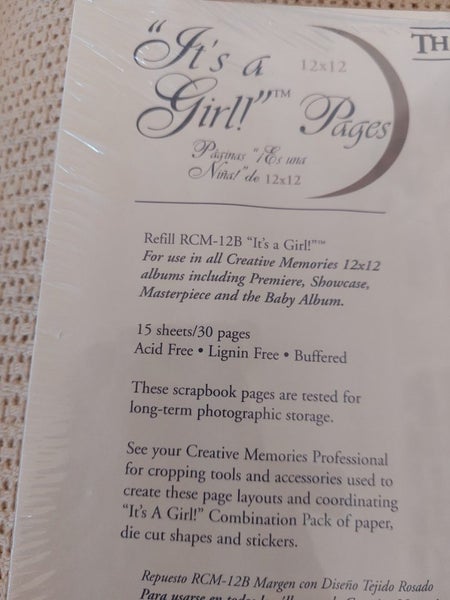 "It's a
12x12
Girl!"™ Pages
Páginas "¡Es una
Niña!" de 12x12
TH
Refill RCM-12B "It's a Girl!"™
For use in all Creative Memories 12x12
albums including Premiere, Showcase,
Masterpiece and the Baby Album.
15 sheets/30 pages
Acid Free • Lignin Free • Buffered
These scrapbook pages are tested for
long-term photographic storage.
See your Creative Memories Professional
for cropping tools and accessories used to
create these page layouts and coordinating
"It's A Girl!" Combination Pack of paper,
die cut shapes and stickers.
Repuesto RCM-12B Margen con Diseño Tejido Rosado
Para usarse en todos